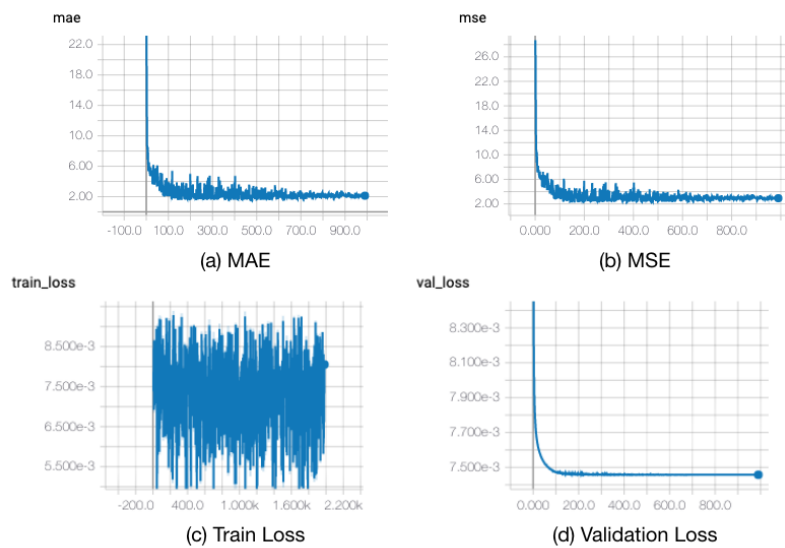 mae
22.0
18.0
14.0
10.0
6.00
2.00
-100.0 100.0 300.0 500.0 700.0 900.0
(a) MAE
mse
26.0
22.0
18.0
14.0
10.0
6.00
2.00
0.000 200.0 400.0 600.0 800.0
(b) MSE
train_loss
8.500e-3
7.500e-3
6.500e-3
5.500e-3
-200.0 400.0 1.000k 1.600k 2.200k
(c) Train Loss
val_loss
8.300e-3
8.100e-3
7.900e-3
7.700e-3
7.500e-3
0.000 200.0 400.0 600.0 800.0
(d) Validation Loss